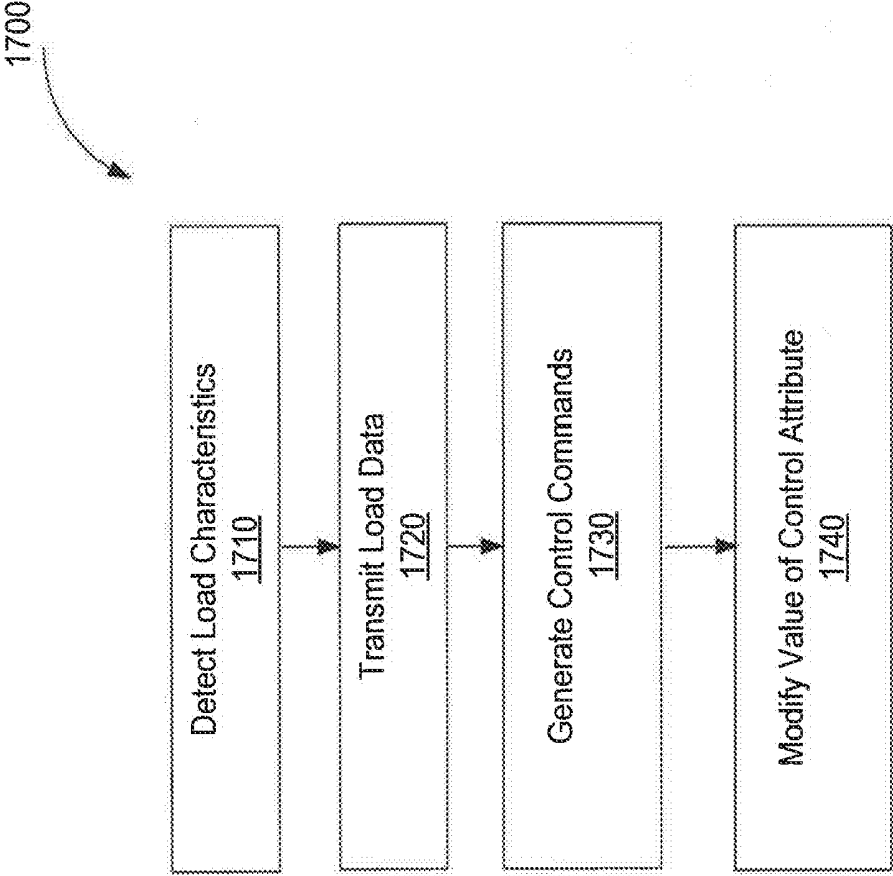 1700
Detect Load Characteristics
1710
Transmit Load Data
1720
Generate Control Commands
1730
Modify Value of Control Attribute
1740